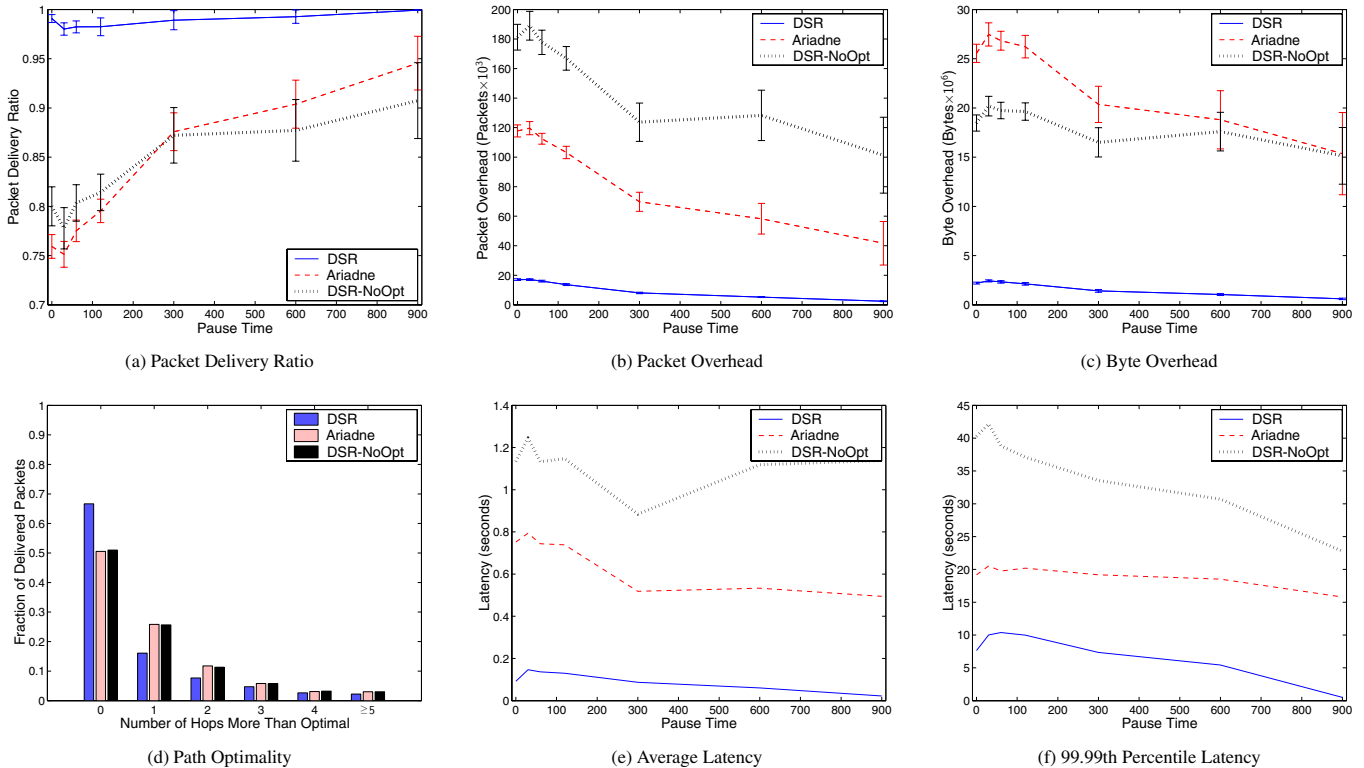 1
0.95
0.9
0.85
0.8
0.75
0.7
Packet Delivery Ratio
0 100 200 300 400 500 600 700 800 900
Pause Time
DSR
Ariadne
DSR-NoOpt
(a) Packet Delivery Ratio
200
180
160
140
120
100
80
60
40
20
0
Packet Overhead (Packets×10³)
0 100 200 300 400 500 600 700 800 900
Pause Time
DSR
Ariadne
DSR-NoOpt
(b) Packet Overhead
30
25
20
15
10
5
0
Byte Overhead (Bytes×10⁶)
0 100 200 300 400 500 600 700 800 900
Pause Time
DSR
Ariadne
DSR-NoOpt
(c) Byte Overhead
1
0.9
0.8
0.7
0.6
0.5
0.4
0.3
0.2
0.1
0
Fraction of Delivered Packets
0 1 2 3 4 ≥5
Number of Hops More Than Optimal
DSR
Ariadne
DSR-NoOpt
(d) Path Optimality
1.4
1.2
1
0.8
0.6
0.4
0.2
0
Latency (seconds)
0 100 200 300 400 500 600 700 800 900
Pause Time
DSR
Ariadne
DSR-NoOpt
(e) Average Latency
45
40
35
30
25
20
15
10
5
0
Latency (seconds)
0 100 200 300 400 500 600 700 800 900
Pause Time
DSR
Ariadne
DSR-NoOpt
(f) 99.99th Percentile Latency